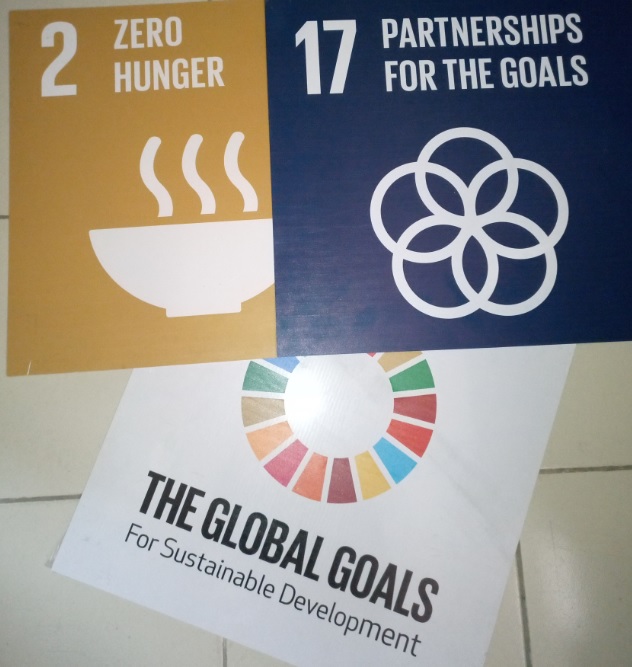 2
ZERO
HUNGER
17
PARTNERSHIPS
FOR THE GOALS
THE GLOBAL GOALS
For Sustainable Development